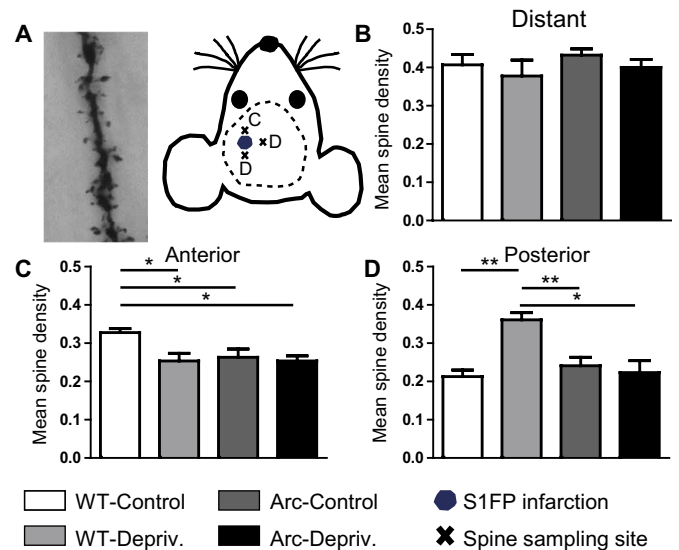 A
C
D
D
B
Distant
Mean spine density
0.5
0.4
0.3
0.2
0.1
0.0
C
Anterior
Mean spine density
0.5
0.4
0.3
0.2
0.1
0.0
*
*
*
D
Posterior
Mean spine density
0.5
0.4
0.3
0.2
0.1
0.0
**
**
*
WT-Control
Arc-Control
S1FP infarction
WT-Depriv.
Arc-Depriv.
Spine sampling site